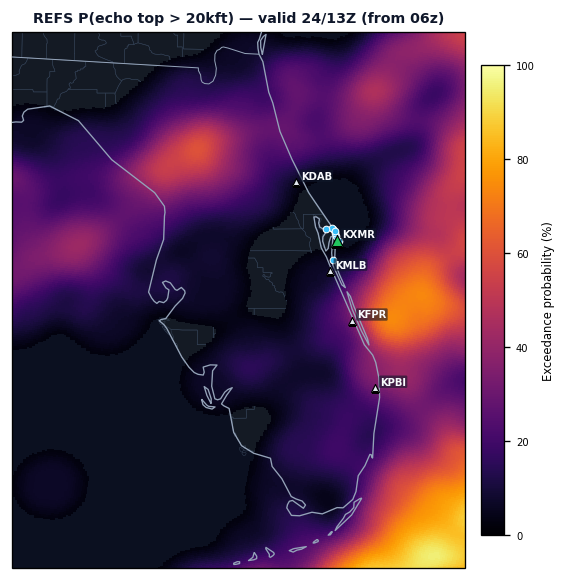 REFS P(echo top > 20kft) — valid 24/13Z (from 06z)
KDAB
KXMR
KMLB
KFPR
KPBI
100
80
60
40
20
0
Exceedance probability (%)